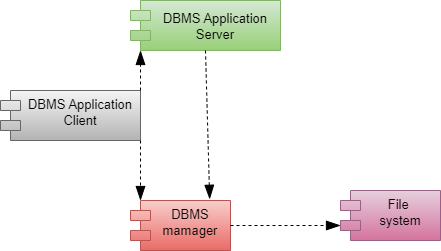 DBMS Application
Server
DBMS Application
Client
DBMS
mamager
File
system